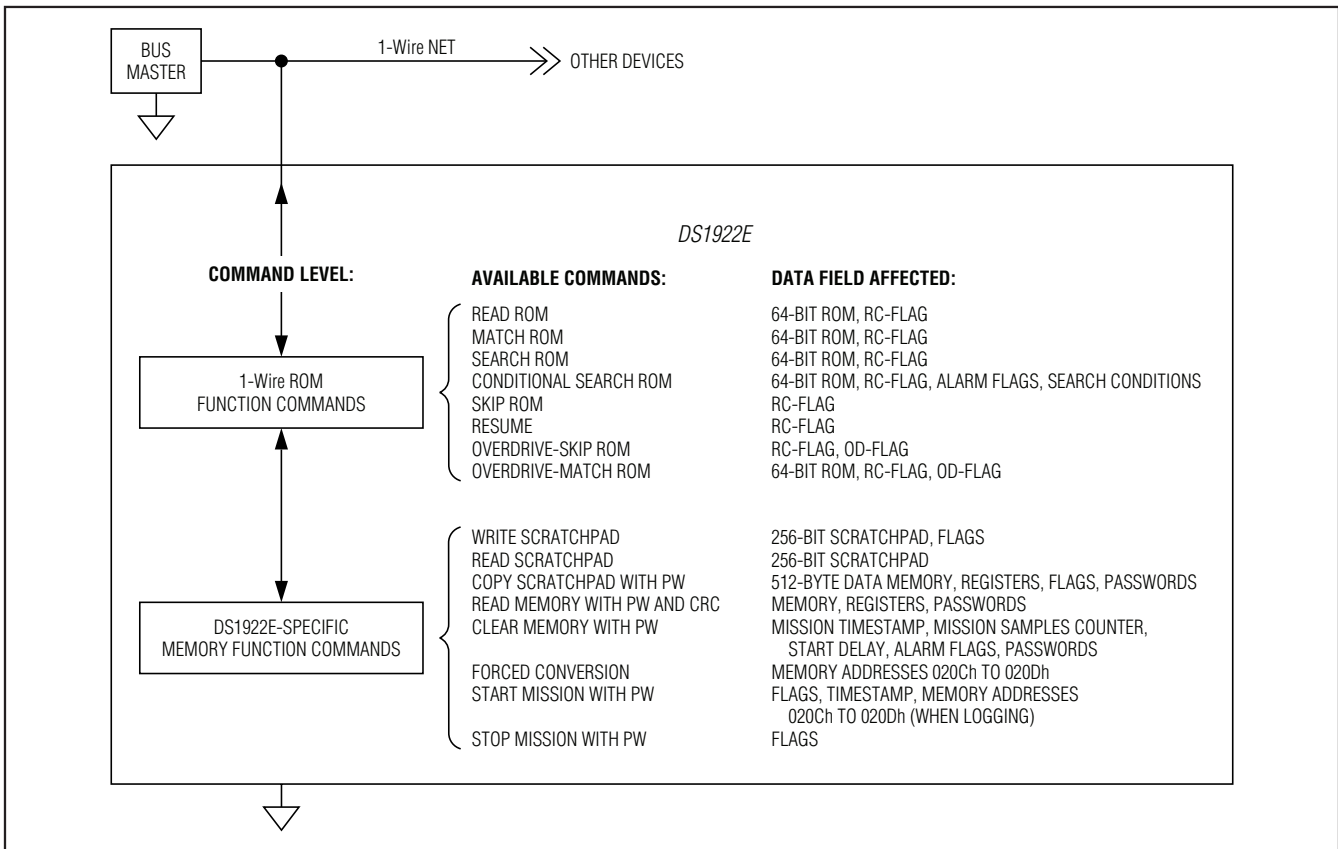 BUS
MASTER
1-Wire NET
OTHER DEVICES
DS1922E
COMMAND LEVEL: AVAILABLE COMMANDS: DATA FIELD AFFECTED:
1-Wire ROM
FUNCTION COMMANDS
READ ROM 64-BIT ROM, RC-FLAG
MATCH ROM 64-BIT ROM, RC-FLAG
SEARCH ROM 64-BIT ROM, RC-FLAG
CONDITIONAL SEARCH ROM 64-BIT ROM, RC-FLAG, ALARM FLAGS, SEARCH CONDITIONS
SKIP ROM RC-FLAG
RESUME RC-FLAG
OVERDRIVE-SKIP ROM RC-FLAG, OD-FLAG
OVERDRIVE-MATCH ROM 64-BIT ROM, RC-FLAG, OD-FLAG
DS1922E-SPECIFIC
MEMORY FUNCTION COMMANDS
WRITE SCRATCHPAD 256-BIT SCRATCHPAD, FLAGS
READ SCRATCHPAD 256-BIT SCRATCHPAD
COPY SCRATCHPAD WITH PW 512-BYTE DATA MEMORY, REGISTERS, FLAGS, PASSWORDS
READ MEMORY WITH PW AND CRC MEMORY, REGISTERS, PASSWORDS
CLEAR MEMORY WITH PW MISSION TIMESTAMP, MISSION SAMPLES COUNTER,
START DELAY, ALARM FLAGS, PASSWORDS
FORCED CONVERSION MEMORY ADDRESSES 020Ch TO 020Dh
START MISSION WITH PW FLAGS, TIMESTAMP, MEMORY ADDRESSES
020Ch TO 020Dh (WHEN LOGGING)
STOP MISSION WITH PW FLAGS